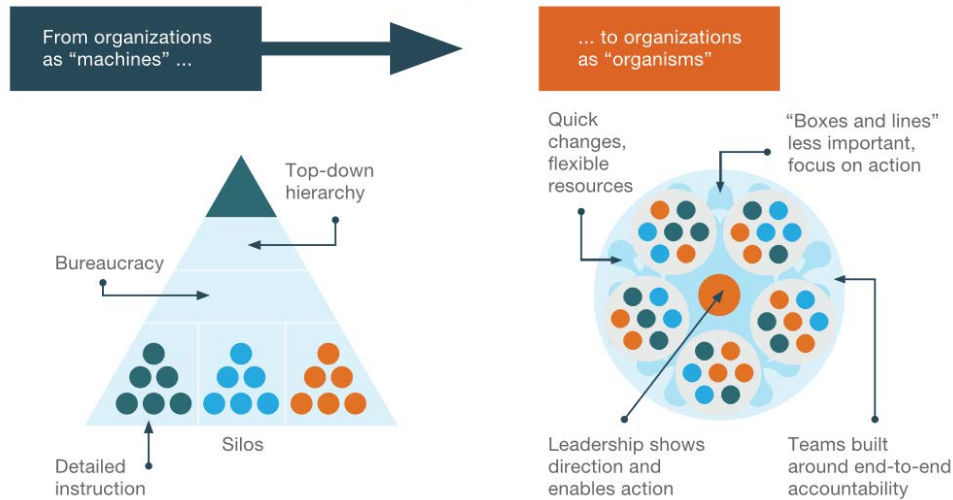 From organizations
as “machines” ...
... to organizations
as “organisms”
Top-down
hierarchy
Bureaucracy
Silos
Detailed
instruction
Quick
changes,
flexible
resources
“Boxes and lines”
less important,
focus on action
Leadership shows
direction and
enables action
Teams built
around end-to-end
accountability